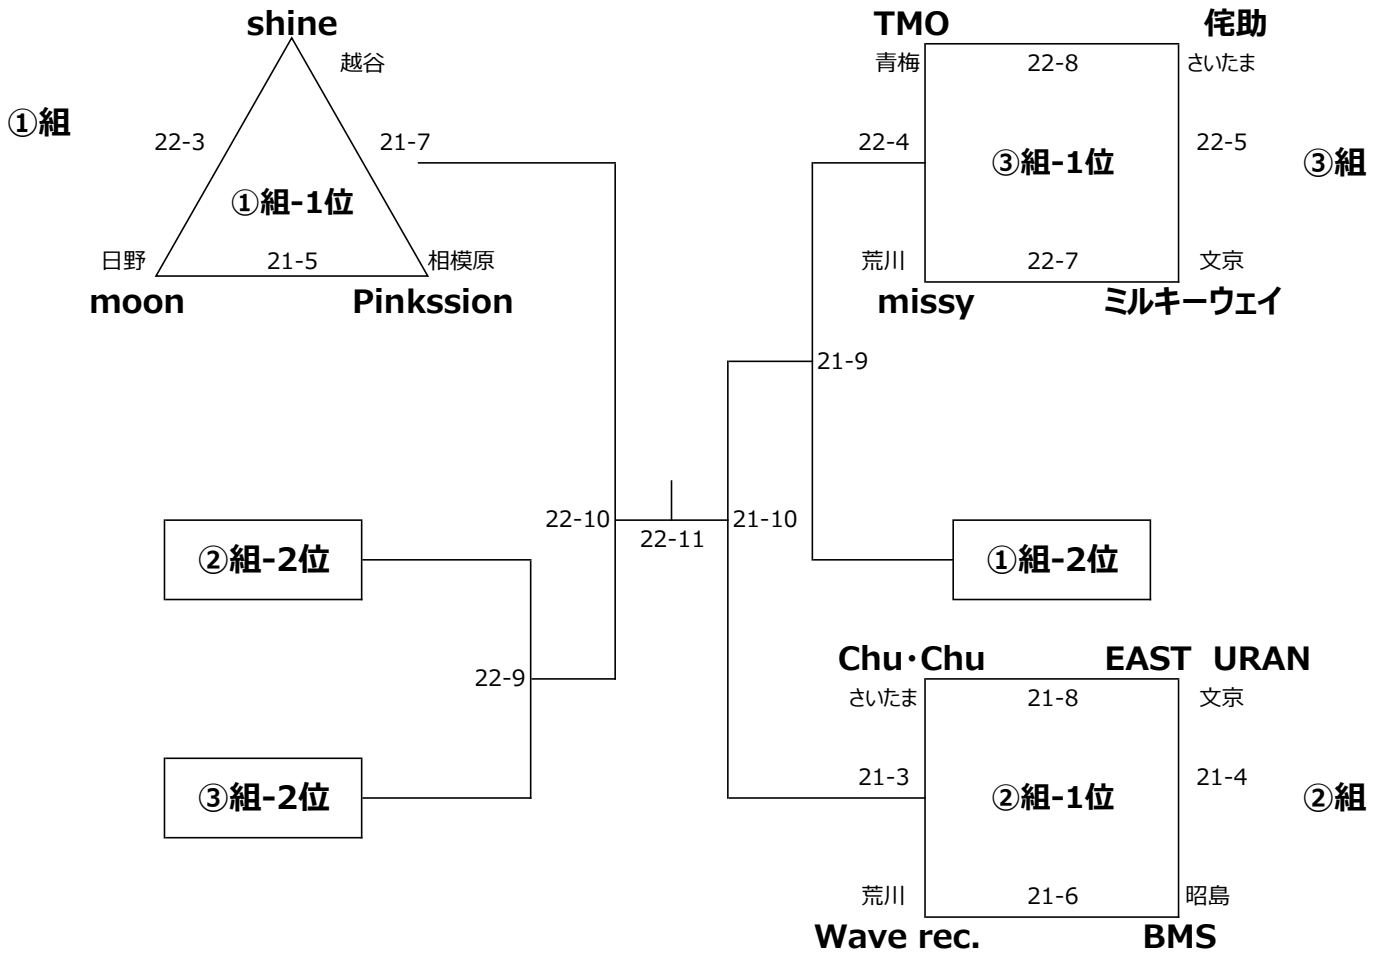 shine
越谷
①組
22-3
21-7
①組-1位
日野
21-5
相模原
moon
Pinkssion
TMO
侘助
青梅
22-8
さいたま
22-4
③組-1位
22-5
③組
荒川
22-7
文京
missy
ミルキーウェイ
21-9
22-10
22-11
21-10
②組-2位
①組-2位
22-9
③組-2位
Chu・Chu
EAST URAN
さいたま
21-8
文京
21-3
②組-1位
21-4
②組
荒川
21-6
昭島
Wave rec.
BMS